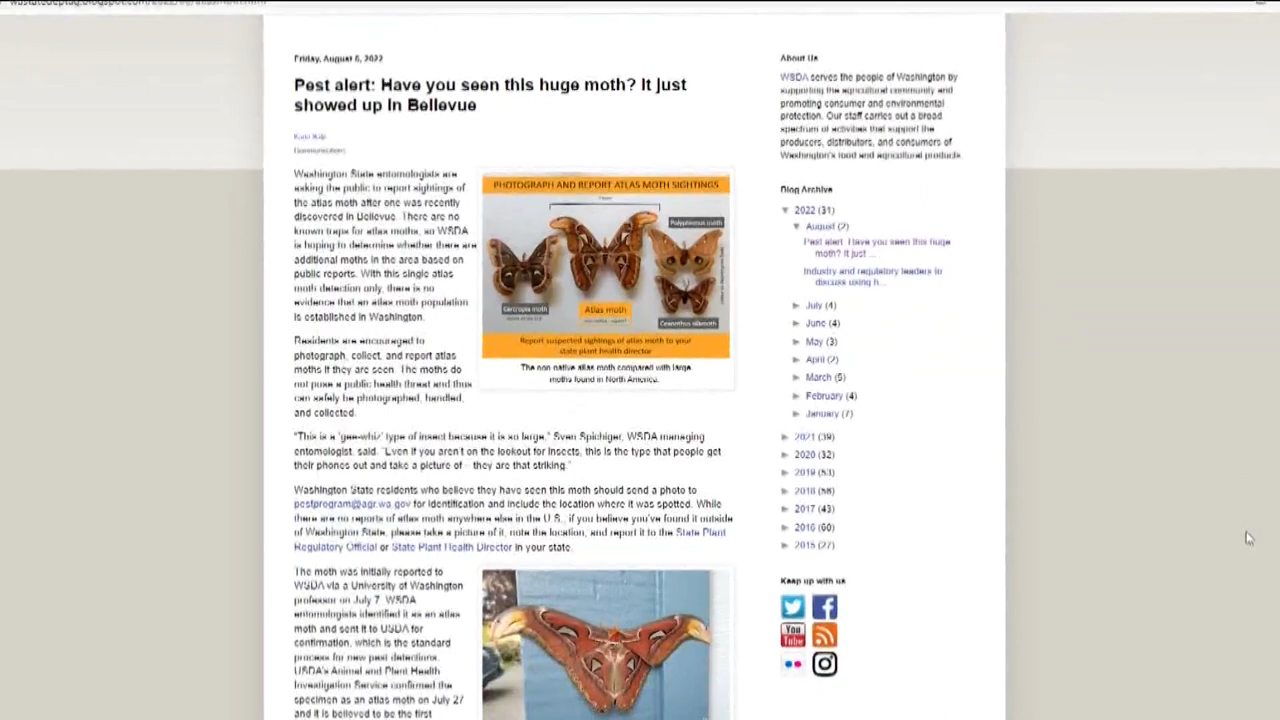 Friday, August 5, 2022
Pest alert: Have you seen this huge moth? It just
showed up in Bellevue
Communications
Washington State entomologists are
asking the public to report sightings of
the atlas moth after one was recently
discovered in Bellevue. There are no
known traps for atlas moths, so WSDA
is hoping to determine whether there are
additional moths in the area based on
public reports. With this single atlas
moth detection only, there is no
evidence that an atlas moth population
is established in Washington.
Residents are encouraged to
photograph, collect, and report atlas
moths if they are seen. The moths do
not pose a public health threat and thus
can safely be photographed, handled,
and collected.
PHOTOGRAPH AND REPORT ATLAS MOTH SIGHTINGS
Polyphemus moth
Cecropia moth
Atlas moth
Ceanothus silkmoth
Report suspected sightings of atlas moth to your
state plant health director
The non native atlas moth compared with large
moths found in North America.
"This is a 'gee-whiz' type of insect because it is so large," Sven Spichiger, WSDA managing
entomologist, said. "Even if you aren't on the lookout for insects, this is the type that people get
their phones out and take a picture of - they are that striking."
Washington State residents who believe they have seen this moth should send a photo to
pestprogram@agr.wa.gov for identification and include the location where it was spotted. While
there are no reports of atlas moth anywhere else in the U.S., if you believe you've found it outside
of Washington State, please take a picture of it, note the location, and report it to the State Plant
Regulatory Official or State Plant Health Director in your state.
The moth was initially reported to
WSDA via a University of Washington
professor on July 7. WSDA
entomologists identified it as an atlas
moth and sent it to USDA for
confirmation, which is the standard
process for new pest detections.
USDA's Animal and Plant Health
Investigation Service confirmed the
specimen as an atlas moth on July 27
and it is believed to be the first
About Us
WSDA serves the people of Washington by
supporting the agricultural community and
promoting consumer and environmental
protection. Our staff carries out a broad
spectrum of activities that support the
producers, distributors, and consumers of
Washington's food and agricultural products.
Blog Archive
▼ 2022 (31)
▼ August (2)
Pest alert: Have you seen this huge
moth? It just ...
Industry and regulatory leaders to
discuss using h...
► July (4)
► June (4)
► May (3)
► April (2)
► March (5)
► February (4)
► January (7)
► 2021 (39)
► 2020 (32)
► 2019 (53)
► 2018 (56)
► 2017 (43)
► 2016 (60)
► 2015 (27)
Keep up with us
You
Tube